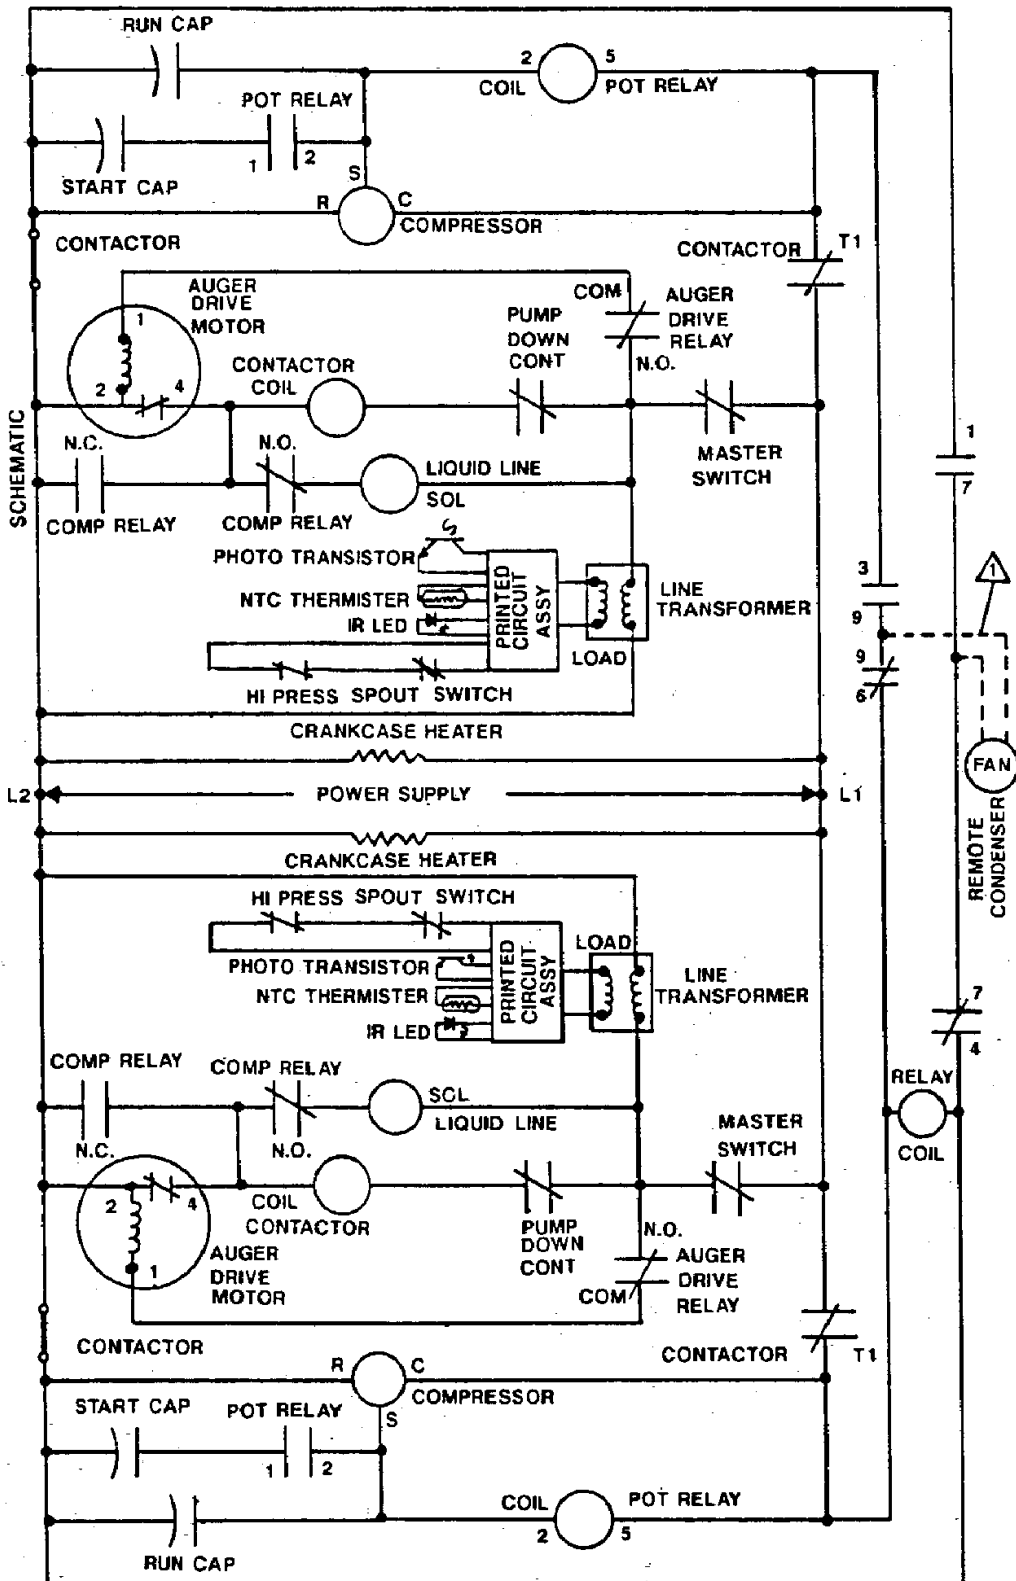 RUN CAP
2 5
COIL POT RELAY
POT RELAY
1 2
START CAP
S
R C
COMPRESSOR
CONTACTOR
CONTACTOR T1
AUGER
DRIVE
MOTOR
1
2 4
COM
AUGER
DRIVE
RELAY
N.O.
PUMP
DOWN
CONT
CONTACTOR
COIL
SCHEMATIC
N.C.
COMP RELAY
N.O.
COMP RELAY
LIQUID LINE
SOL
MASTER
SWITCH
1
7
PHOTO TRANSISTOR
NTC THERMISTER
IR LED
PRINTED
CIRCUIT
ASSY
LINE
TRANSFORMER
LOAD
HI PRESS SPOUT SWITCH
3
9
9
6
1
CRANKCASE HEATER
L2 POWER SUPPLY L1
FAN
REMOTE
CONDENSER
CRANKCASE HEATER
HI PRESS SPOUT SWITCH
PHOTO TRANSISTOR
NTC THERMISTER
IR LED
PRINTED
CIRCUIT
ASSY
LOAD
LINE
TRANSFORMER
7
4
RELAY
COIL
COMP RELAY
N.C.
COMP RELAY
N.O.
SOL
LIQUID LINE
MASTER
SWITCH
2 4
1
AUGER
DRIVE
MOTOR
COIL
CONTACTOR
PUMP
DOWN
CONT
N.O.
AUGER
DRIVE
RELAY
COM
CONTACTOR
CONTACTOR T1
R C
COMPRESSOR
S
START CAP
POT RELAY
1 2
COIL POT RELAY
2 5
RUN CAP